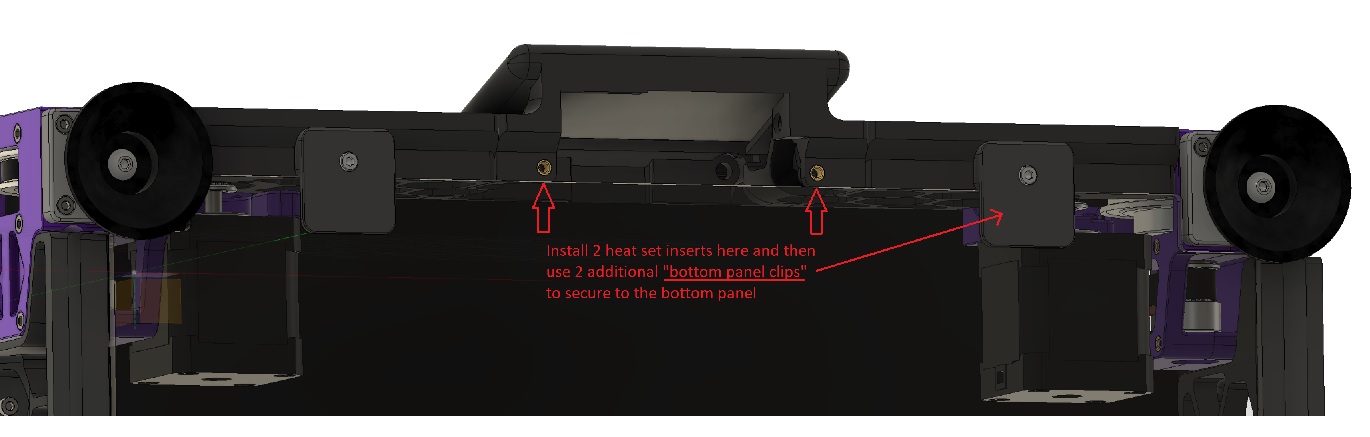 Install 2 heat set inserts here and then
use 2 additional "bottom panel clips"
to secure to the bottom panel